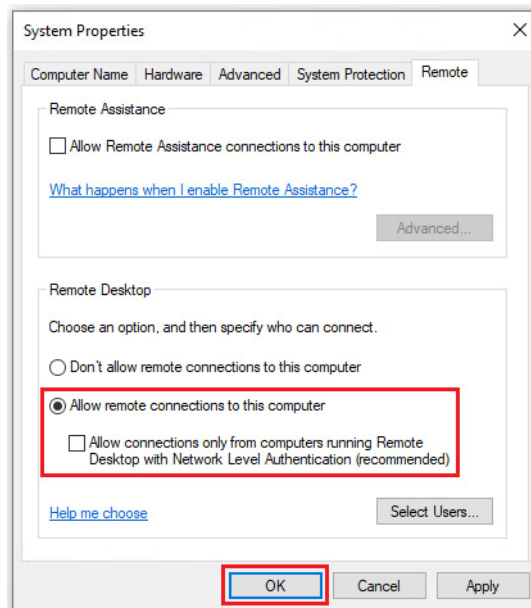 System Properties
Computer Name Hardware Advanced System Protection Remote
Remote Assistance
Allow Remote Assistance connections to this computer
What happens when I enable Remote Assistance?
Advanced...
Remote Desktop
Choose an option, and then specify who can connect.
Don't allow remote connections to this computer
Allow remote connections to this computer
Allow connections only from computers running Remote
Desktop with Network Level Authentication (recommended)
Help me choose
Select Users...
OK Cancel Apply